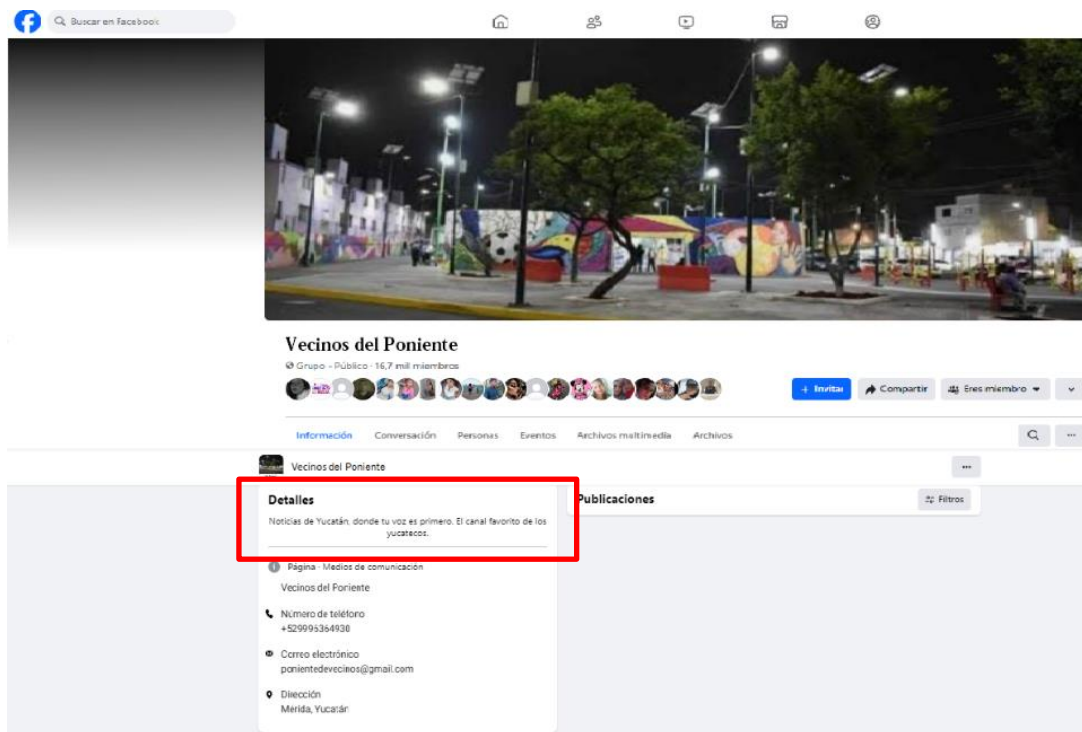 Buscar en Facebook
Vecinos del Poniente
Grupo - Público · 16,7 mil miembros
+ Invitar
Compartir
Eres miembro
Información
Conversación
Personas
Eventos
Archivos multimedia
Archivos
Vecinos del Poniente
Detalles
Noticias de Yucatán, donde tu voz es primero. El canal favorito de los
yucatecos.
Publicaciones
Filtros
Página · Medios de comunicación
Vecinos del Poniente
Número de teléfono
+529996364930
Correo electrónico
ponientedevecinos@gmail.com
Dirección
Merida, Yucatán